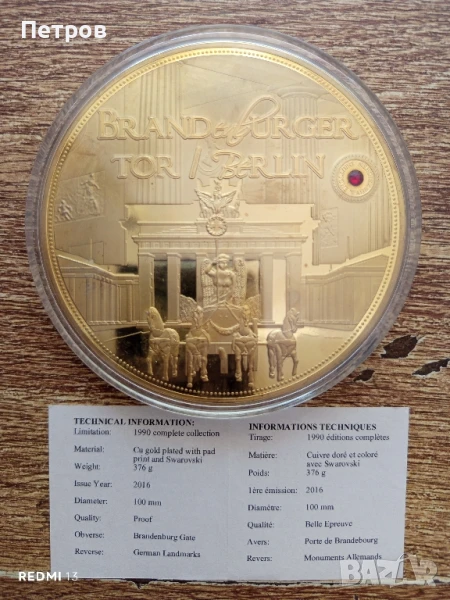 Петров
BRANDENBURGER
TOR / BERLIN
TECHNICAL INFORMATION:
Limitation: 1990 complete collection
Material: Cu gold plated with pad
print and Swarovski
Weight: 376 g
Issue Year: 2016
Diameter: 100 mm
Quality: Proof
Obverse: Brandenburg Gate
Reverse: German Landmarks
INFORMATIONS TECHNIQUES
Tirage: 1990 éditions complètes
Matière: Cuivre doré et coloré
avec Swarovski
Poids: 376 g
1ère émission: 2016
Diamètre: 100 mm
Qualité: Belle Epreuve
Avers: Porte de Brandebourg
Revers: Monuments Allemands
REDMI 13
BAZAR